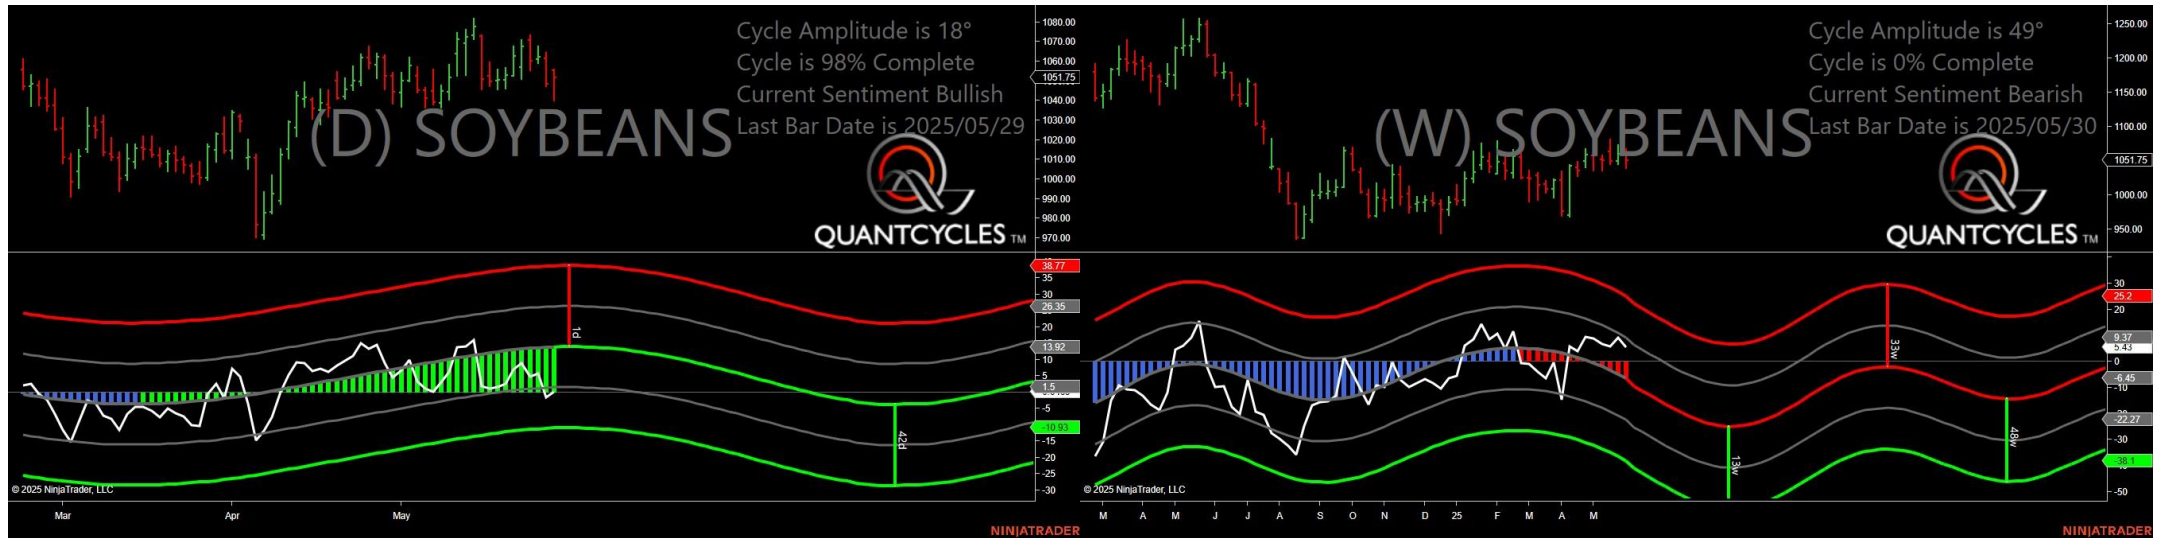 Cycle Amplitude is 18°
Cycle is 98% Complete
Current Sentiment Bullish
Last Bar Date is 2025/05/29
(D) SOYBEANS
QUANTCYCLES TM
1080.00
1070.00
1060.00
1051.75
1040.00
1030.00
1020.00
1010.00
1000.00
990.00
980.00
970.00
38.77
35
30
26.35
20
13.92
10
5
1.5
-5
-10.93
-15
-20
-25
-30
1d
42d
© 2025 NinjaTrader, LLC
Mar
Apr
May
NINJATRADER
Cycle Amplitude is 49°
Cycle is 0% Complete
Current Sentiment Bearish
Last Bar Date is 2025/05/30
(W) SOYBEANS
QUANTCYCLES TM
1250.00
1200.00
1150.00
1100.00
1051.75
1000.00
950.00
30
25.2
20
9.37
5.43
0
-6.45
-10
-22.27
-30
-38.1
-50
33w
13w
48w
© 2025 NinjaTrader, LLC
M A M J J A S O N D 25 F M A M
NINJATRADER